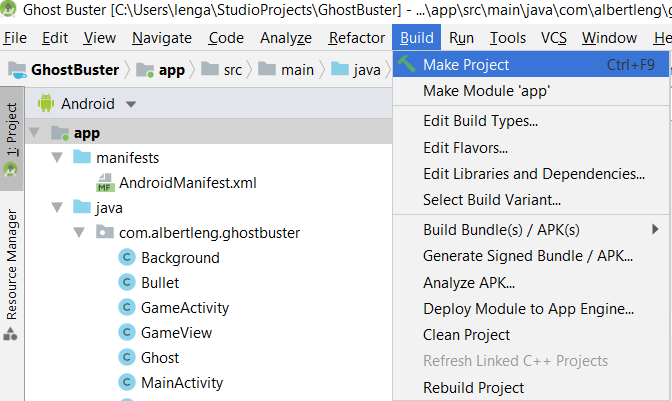 Ghost Buster [C:\Users\lenga\StudioProjects\GhostBuster] - ...\app\src\main\java\com\albertleng\g
File Edit View Navigate Code Analyze Refactor Build Run Tools VCS Window He
GhostBuster app src main java
Make Project Ctrl+F9
Make Module 'app'
Edit Build Types...
Edit Flavors...
Edit Libraries and Dependencies...
Select Build Variant...
Build Bundle(s) / APK(s)
Generate Signed Bundle / APK...
Analyze APK...
Deploy Module to App Engine...
Clean Project
Refresh Linked C++ Projects
Rebuild Project
1: Project
Resource Manager
Android
app
manifests
MF AndroidManifest.xml
java
com.albertleng.ghostbuster
C Background
C Bullet
C GameActivity
C GameView
C Ghost
C MainActivity